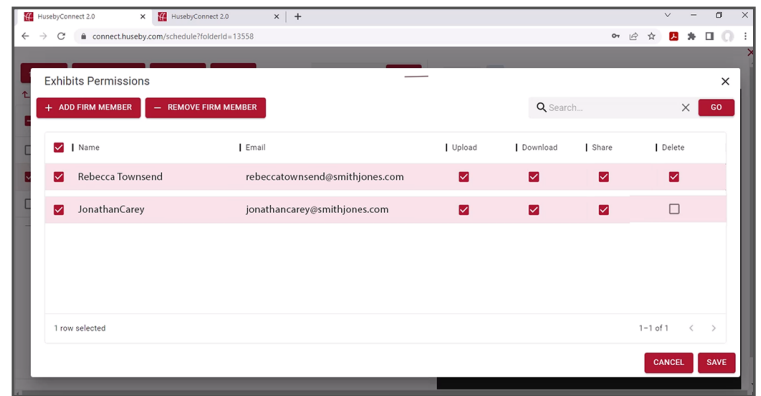 HusebyConnect 2.0
HusebyConnect 2.0
connect.huseby.com/schedule?folderId=13558
Exhibits Permissions
+ ADD FIRM MEMBER
− REMOVE FIRM MEMBER
Search...
GO
Name Email Upload Download Share Delete
Rebecca Townsend rebeccatownsend@smithjones.com
JonathanCarey jonathancarey@smithjones.com
1 row selected
1–1 of 1
CANCEL SAVE